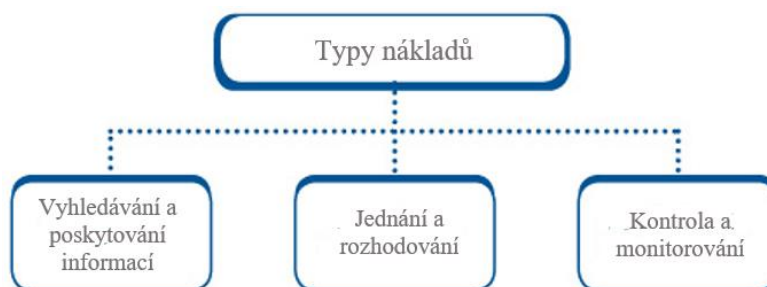 Typy nákladů
Vyhledávání a
poskytování
informací
Jednání a
rozhodování
Kontrola a
monitorování